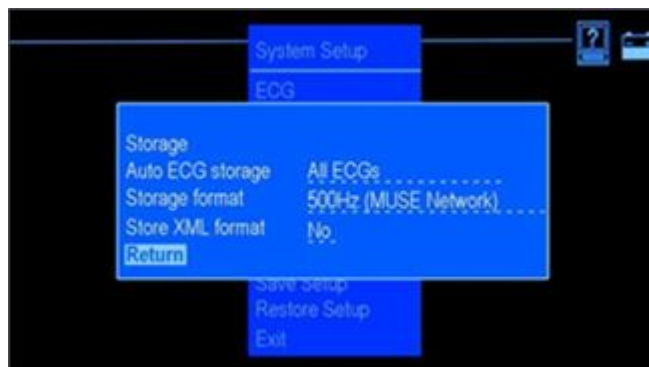 ?
System Setup
ECG
Storage
Auto ECG storage All ECGs
Storage format 500Hz (MUSE Network)
Store XML format No
Return
Save Setup
Restore Setup
Exit